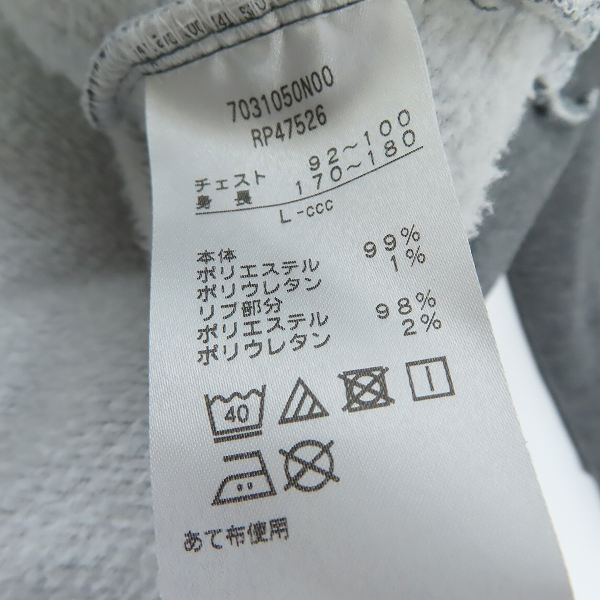 7031050N00
RP47526
チェスト 92～100
身長 170～180
L-ccc
本体
ポリエステル 99%
ポリウレタン 1%
リブ部分
ポリエステル 98%
ポリウレタン 2%
40
あて布使用